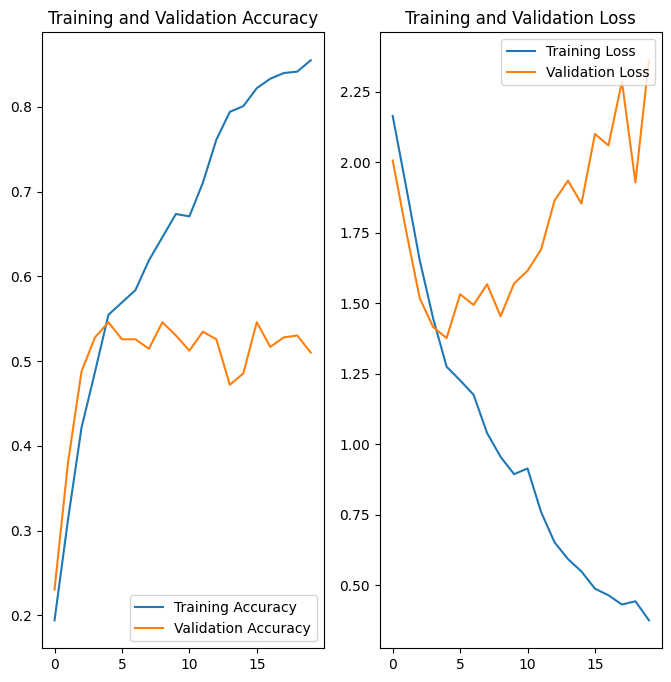 Training and Validation Accuracy
0.8
0.7
0.6
0.5
0.4
0.3
0.2
Training Accuracy
Validation Accuracy
0 5 10 15
Training and Validation Loss
Training Loss
Validation Loss
2.25
2.00
1.75
1.50
1.25
1.00
0.75
0.50
0 5 10 15